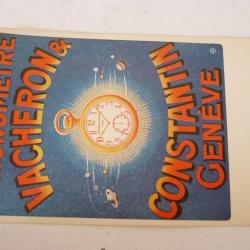 VACHERON &
CONSTANTIN
GENÈVE